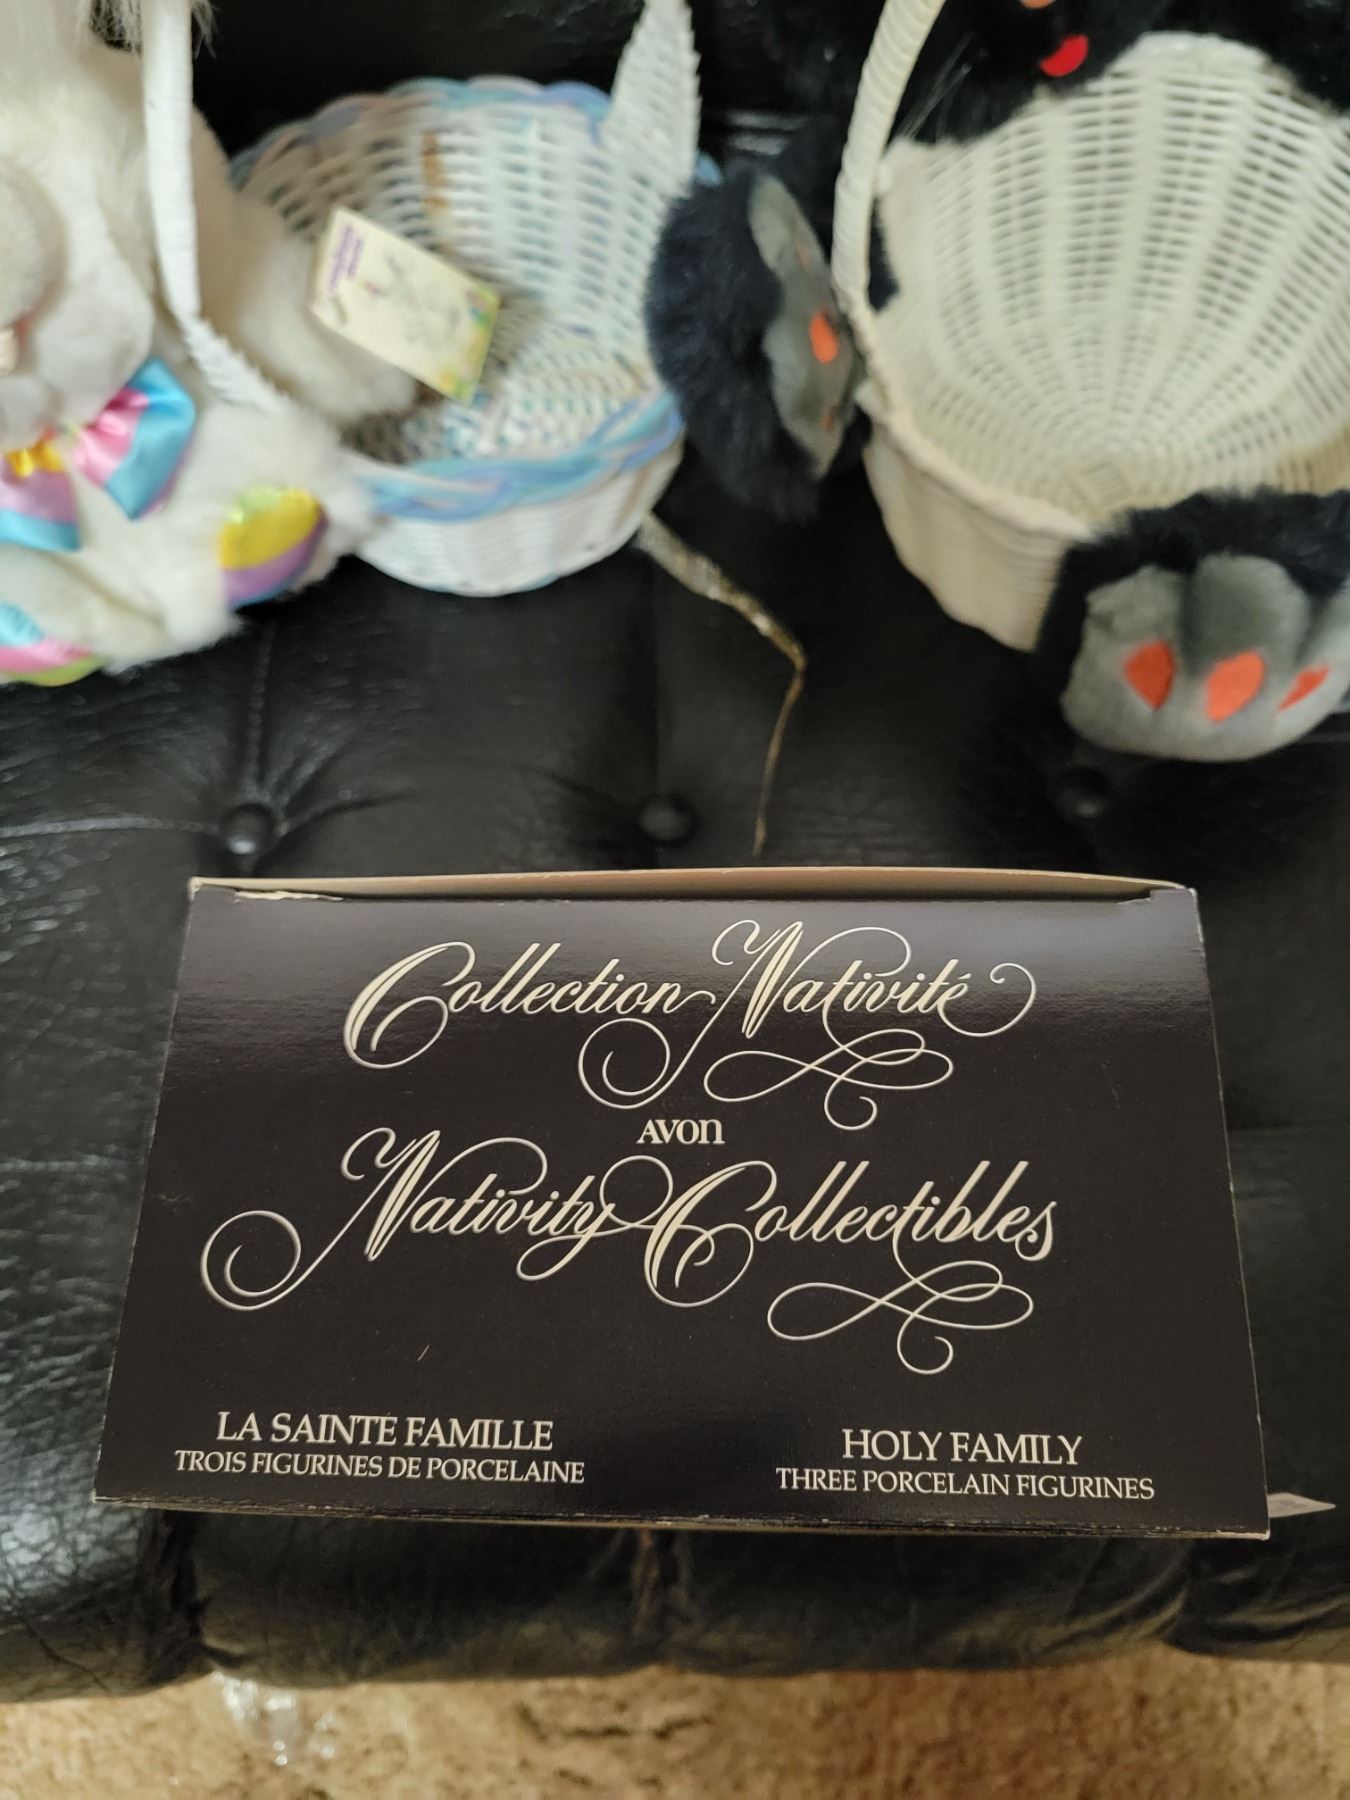 Collection Nativité
AVON
Nativity Collectibles
LA SAINTE FAMILLE
TROIS FIGURINES DE PORCELAINE
HOLY FAMILY
THREE PORCELAIN FIGURINES